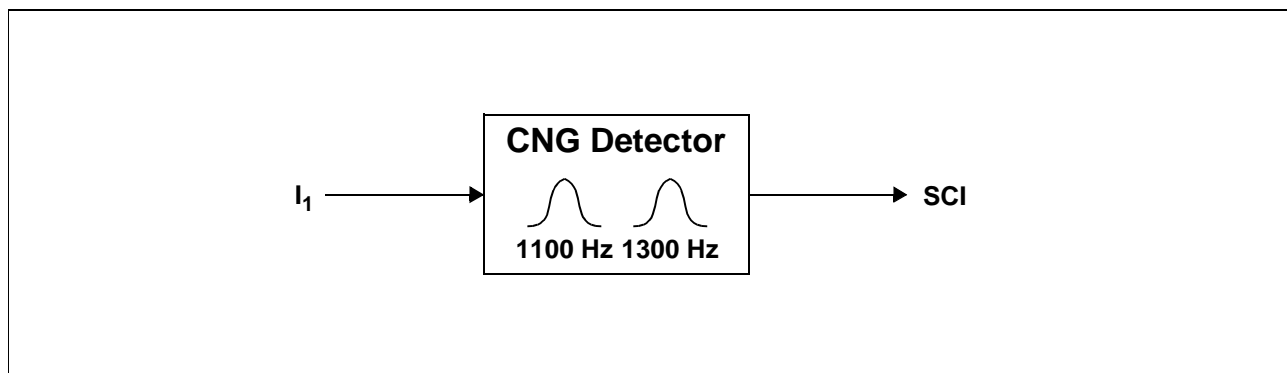 CNG Detector
I₁
SCI
1100 Hz 1300 Hz